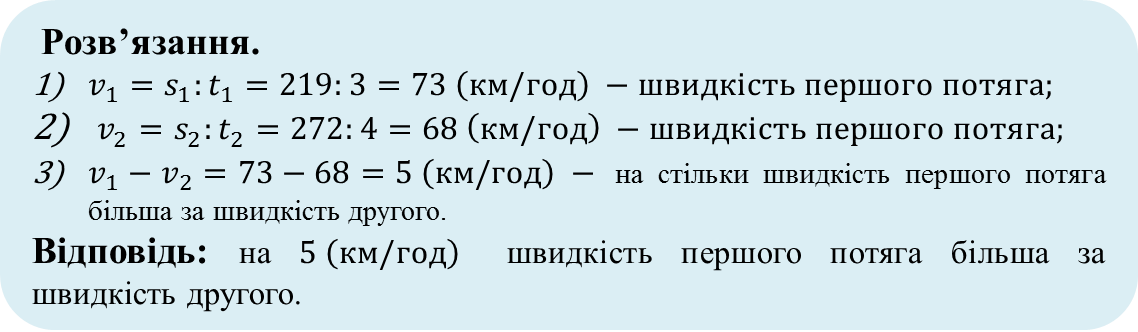 Розв’язання.
1) v₁ = s₁: t₁ = 219: 3 = 73 (км/год) − швидкість першого потяга;
2) v₂ = s₂: t₂ = 272: 4 = 68 (км/год) − швидкість першого потяга;
3) v₁ − v₂ = 73 − 68 = 5 (км/год) − на стільки швидкість першого потяга
більша за швидкість другого.
Відповідь: на 5 (км/год) швидкість першого потяга більша за
швидкість другого.